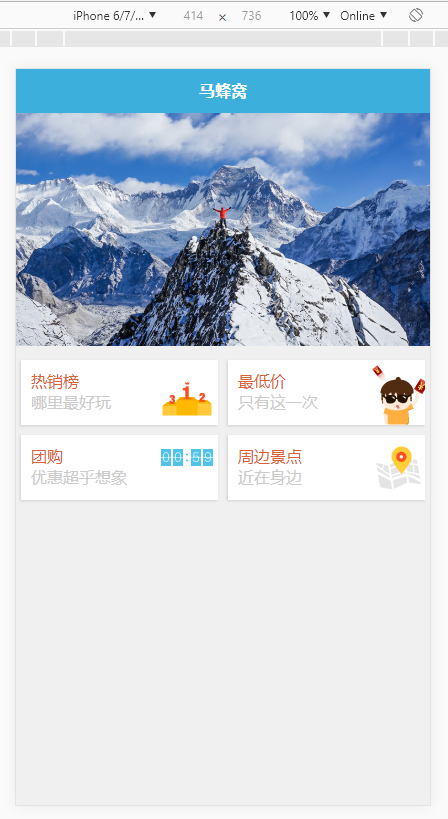 iPhone 6/7/... ▼ 414 × 736 100% ▼ Online ▼
马蜂窝
热销榜
哪里最好玩
3 1 2
最低价
只有这一次
团购
00:59
优惠超乎想象
周边景点
近在身边